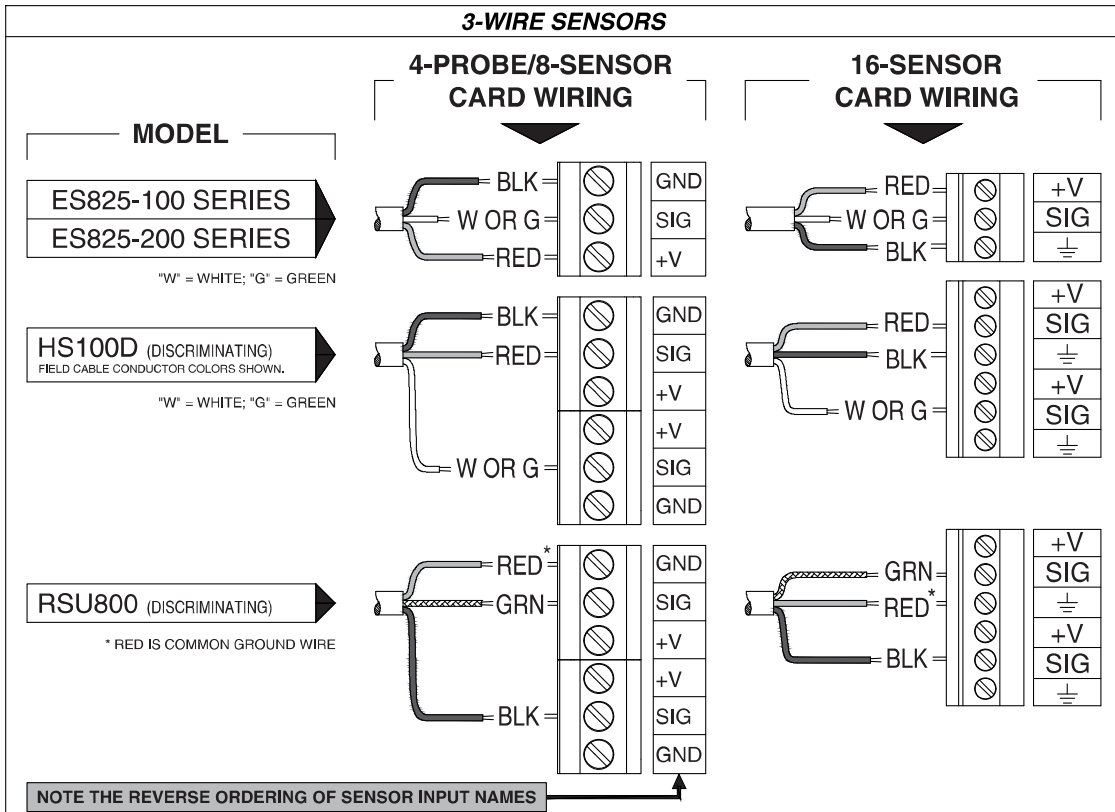 3-WIRE SENSORS
4-PROBE/8-SENSOR
CARD WIRING
16-SENSOR
CARD WIRING
MODEL
ES825-100 SERIES
ES825-200 SERIES
"W" = WHITE; "G" = GREEN
BLK
W OR G
RED
GND
SIG
+V
RED
W OR G
BLK
+V
SIG
HS100D (DISCRIMINATING)
FIELD CABLE CONDUCTOR COLORS SHOWN.
"W" = WHITE; "G" = GREEN
BLK
RED
W OR G
GND
SIG
+V
+V
SIG
GND
RED
BLK
W OR G
+V
SIG
+V
SIG
RSU800 (DISCRIMINATING)
* RED IS COMMON GROUND WIRE
RED*
GRN
BLK
GND
SIG
+V
+V
SIG
GND
GRN
RED*
BLK
+V
SIG
+V
SIG
NOTE THE REVERSE ORDERING OF SENSOR INPUT NAMES